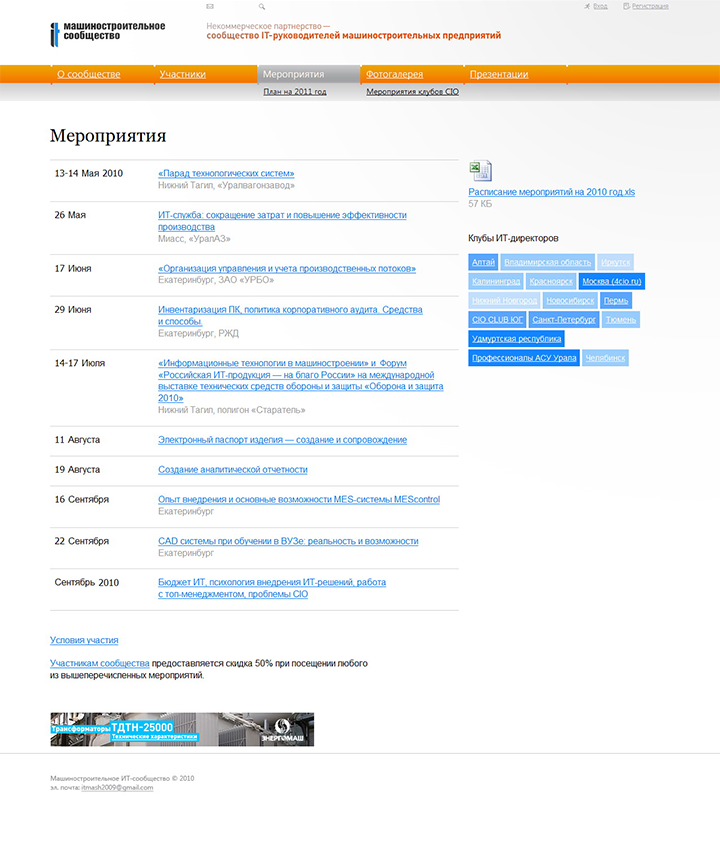 Вход
Регистрация
машиностроительное
сообщество
Некоммерческое партнерство —
сообщество IT-руководителей машиностроительных предприятий
О сообществе
Участники
Мероприятия
Фотогалерея
Презентации
План на 2011 год
Мероприятия клубов CIO
Мероприятия
13-14 Мая 2010
«Парад технологических систем»
Нижний Тагил, «Уралвагонзавод»
26 Мая
ИТ-служба: сокращение затрат и повышение эффективности
производства
Миасс, «УралАЗ»
17 Июня
«Организация управления и учета производственных потоков»
Екатеринбург, ЗАО «УРБО»
29 Июня
Инвентаризация ПК, политика корпоративного аудита. Средства
и способы.
Екатеринбург, РЖД
14-17 Июля
«Информационные технологии в машиностроении» и Форум
«Российская ИТ-продукция — на благо России» на международной
выставке технических средств обороны и защиты «Оборона и защита
2010»
Нижний Тагил, полигон «Старатель»
11 Августа
Электронный паспорт изделия — создание и сопровождение
19 Августа
Создание аналитической отчетности
16 Сентября
Опыт внедрения и основные возможности MES-системы MEScontrol
Екатеринбург
22 Сентября
CAD системы при обучении в ВУЗе: реальность и возможности
Екатеринбург
Сентябрь 2010
Бюджет ИТ, психология внедрения ИТ-решений, работа
с топ-менеджментом, проблемы CIO
Расписание мероприятий на 2010 год.xls
57 КБ
Клубы ИТ-директоров
Алтай Владимирская область Иркутск
Калининград Красноярск Москва (4cio.ru)
Нижний Новгород Новосибирск Пермь
CIO CLUB ЮГ Санкт-Петербург Тюмень
Удмуртская республика
Профессионалы АСУ Урала Челябинск
Условия участия
Участникам сообщества предоставляется скидка 50% при посещении любого
из вышеперечисленных мероприятий.
Трансформаторы ТДТН-25000
Технические характеристики
ЭНЕРГОМАШ
Машиностроительное ИТ-сообщество © 2010
эл. почта: itmash2009@gmail.com